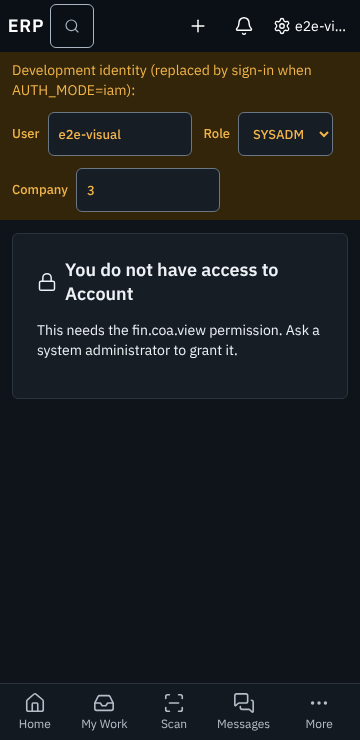 ERP
e2e-vi...
Development identity (replaced by sign-in when
AUTH_MODE=iam):
User e2e-visual Role SYSADM
Company 3
You do not have access to
Account
This needs the fin.coa.view permission. Ask a
system administrator to grant it.
Home My Work Scan Messages More